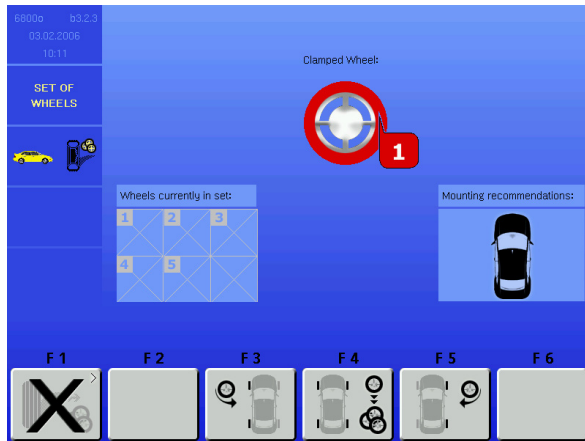 6800o b3.2.3
03.02.2006
10:11
SET OF
WHEELS
Clamped Wheel:
1
Wheels currently in set:
1 2 3
4 5
Mounting recommendations:
F 1 F 2 F 3 F 4 F 5 F 6